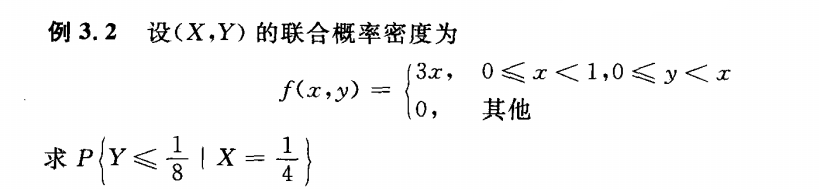 例 3.2 设(X,Y) 的联合概率密度为
f(x,y) = {3x, 0⩽x<1,0⩽y<x
0, 其他
求 P{Y⩽1/8 | X=1/4}